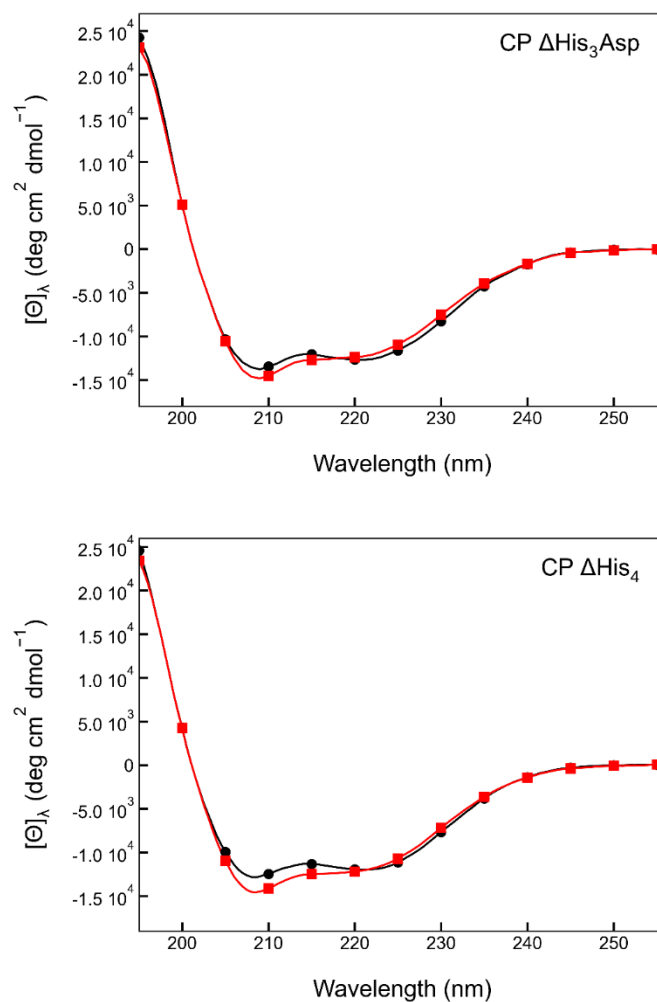 CP ΔHis₃Asp
[Θ]λ (deg cm² dmol⁻¹)
2.5 10⁴
2.0 10⁴
1.5 10⁴
1.0 10⁴
5.0 10³
0
-5.0 10³
-1.0 10⁴
-1.5 10⁴
200 210 220 230 240 250
Wavelength (nm)
CP ΔHis₄
[Θ]λ (deg cm² dmol⁻¹)
2.5 10⁴
2.0 10⁴
1.5 10⁴
1.0 10⁴
5.0 10³
0
-5.0 10³
-1.0 10⁴
-1.5 10⁴
200 210 220 230 240 250
Wavelength (nm)